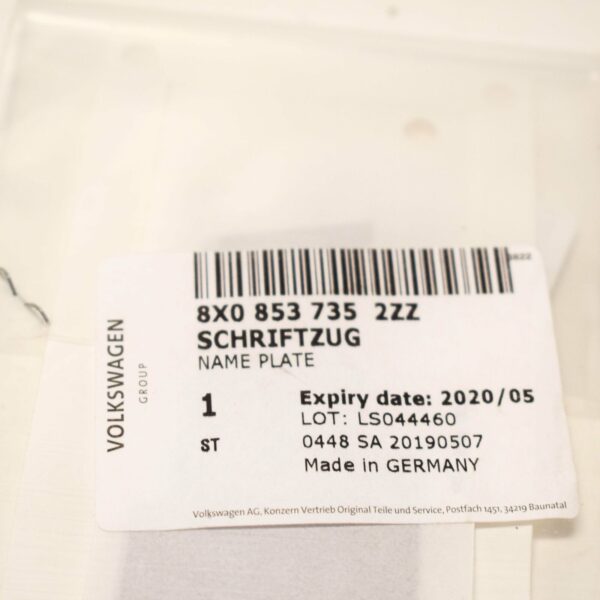 VOLKSWAGEN
GROUP
8X0 853 735 2ZZ
SCHRIFTZUG
NAME PLATE
1
ST
Expiry date: 2020/05
LOT: LS044460
0448 SA 20190507
Made in GERMANY
Volkswagen AG, Konzern Vertrieb Original Teile und Service, Postfach 1451, 34219 Baunatal